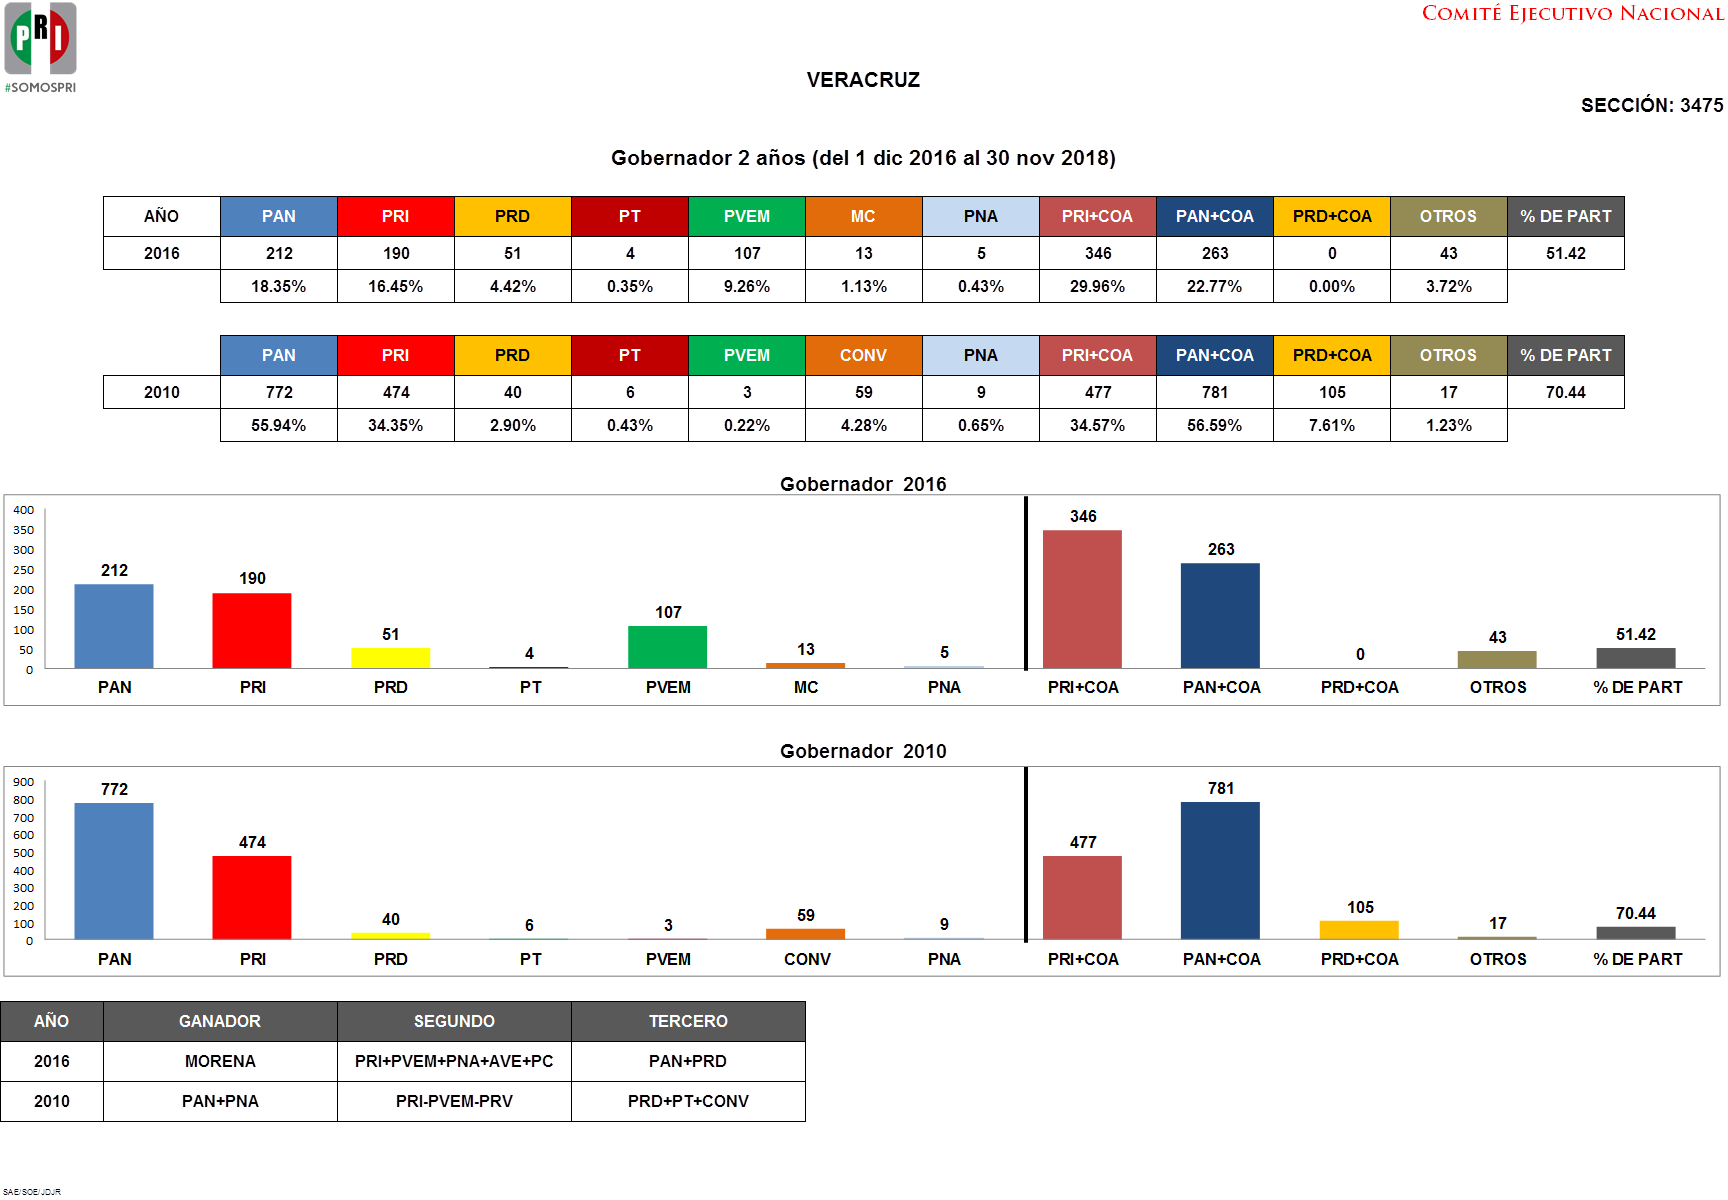 PRI
#SOMOSPRI
COMITÉ EJECUTIVO NACIONAL
VERACRUZ
SECCIÓN: 3475
Gobernador 2 años (del 1 dic 2016 al 30 nov 2018)
AÑO PAN PRI PRD PT PVEM MC PNA PRI+COA PAN+COA PRD+COA OTROS % DE PART
2016 212 190 51 4 107 13 5 346 263 0 43 51.42
18.35% 16.45% 4.42% 0.35% 9.26% 1.13% 0.43% 29.96% 22.77% 0.00% 3.72%
PAN PRI PRD PT PVEM CONV PNA PRI+COA PAN+COA PRD+COA OTROS % DE PART
2010 772 474 40 6 3 59 9 477 781 105 17 70.44
55.94% 34.35% 2.90% 0.43% 0.22% 4.28% 0.65% 34.57% 56.59% 7.61% 1.23%
Gobernador 2016
400
350
300
250
200
150
100
50
0
212 190 51 4 107 13 5 346 263 0 43 51.42
PAN PRI PRD PT PVEM MC PNA PRI+COA PAN+COA PRD+COA OTROS % DE PART
Gobernador 2010
900
800
700
600
500
400
300
200
100
0
772 474 40 6 3 59 9 477 781 105 17 70.44
PAN PRI PRD PT PVEM CONV PNA PRI+COA PAN+COA PRD+COA OTROS % DE PART
AÑO GANADOR SEGUNDO TERCERO
2016 MORENA PRI+PVEM+PNA+AVE+PC PAN+PRD
2010 PAN+PNA PRI-PVEM-PRV PRD+PT+CONV
SAE/SOE/JDJR